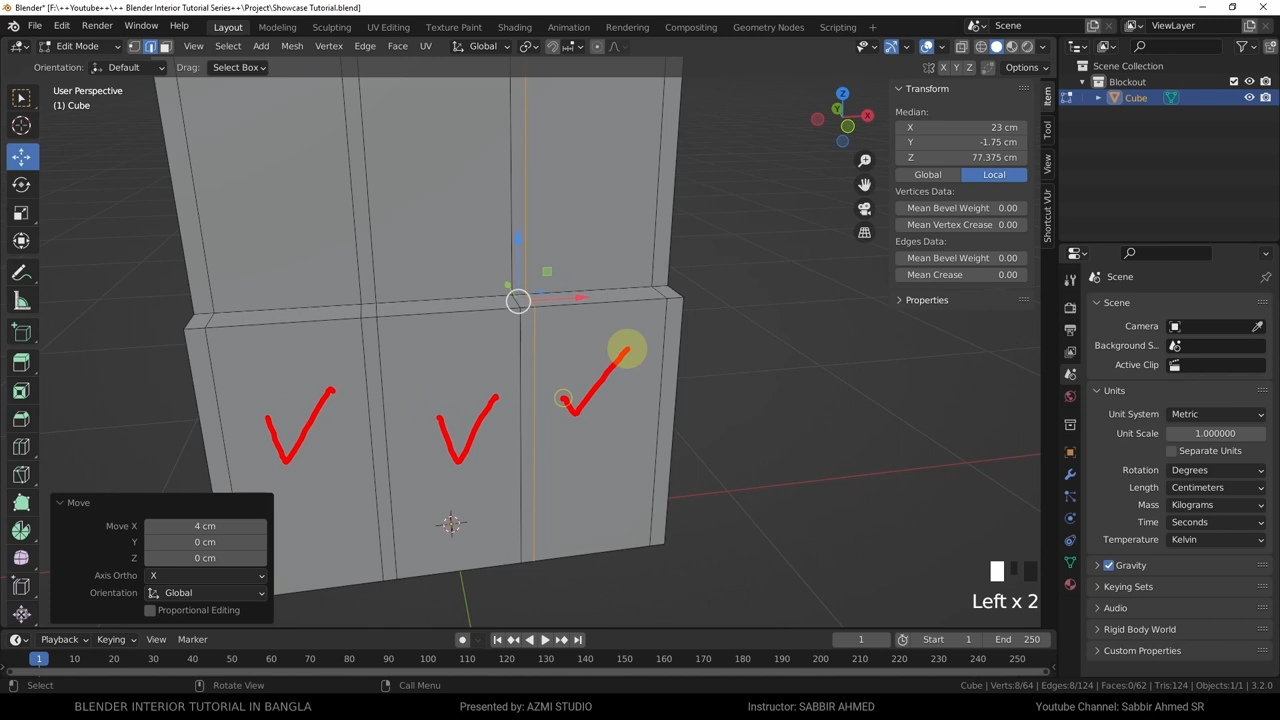 Blender* [F:\++Youtube++\++ Blender Interior Tutorial Series++\Project\Showcase Tutorial.blend]
File Edit Render Window Help Layout Modeling Sculpting UV Editing Texture Paint Shading Animation Rendering Compositing Geometry Nodes Scripting Scene ViewLayer
Edit Mode View Select Add Mesh Vertex Edge Face UV Global
Orientation: Default Drag: Select Box X Y Z Options
User Perspective
(1) Cube
Z
Y
X
Transform
Median:
X 23 cm
Y -1.75 cm
Z 77.375 cm
Global Local
Vertices Data:
Mean Bevel Weight 0.00
Mean Vertex Crease 0.00
Edges Data:
Mean Bevel Weight 0.00
Mean Crease 0.00
Properties
Item
Tool
View
Shortcut VUr
Scene Collection
Blockout
Cube
Scene
Scene
Camera
Background S...
Active Clip
Units
Unit System Metric
Unit Scale 1.000000
Separate Units
Rotation Degrees
Length Centimeters
Mass Kilograms
Time Seconds
Temperature Kelvin
Gravity
Keying Sets
Audio
Rigid Body World
Custom Properties
Move
Move X 4 cm
Y 0 cm
Z 0 cm
Axis Ortho X
Orientation Global
Proportional Editing
Left x 2
Playback Keying View Marker 1 Start 1 End 250
1 10 20 30 40 50 60 70 80 90 100 110 120 130 140 150 160 170 180 190 200 210 220 230 240 250
Select Rotate View Call Menu Cube | Verts:8/64 | Edges:8/124 | Faces:0/62 | Tris:124 | Objects:1/1 | 3.2.0
BLENDER INTERIOR TUTORIAL IN BANGLA Presented by: AZMI STUDIO Instructor: SABBIR AHMED Youtube Channel: Sabbir Ahmed SR